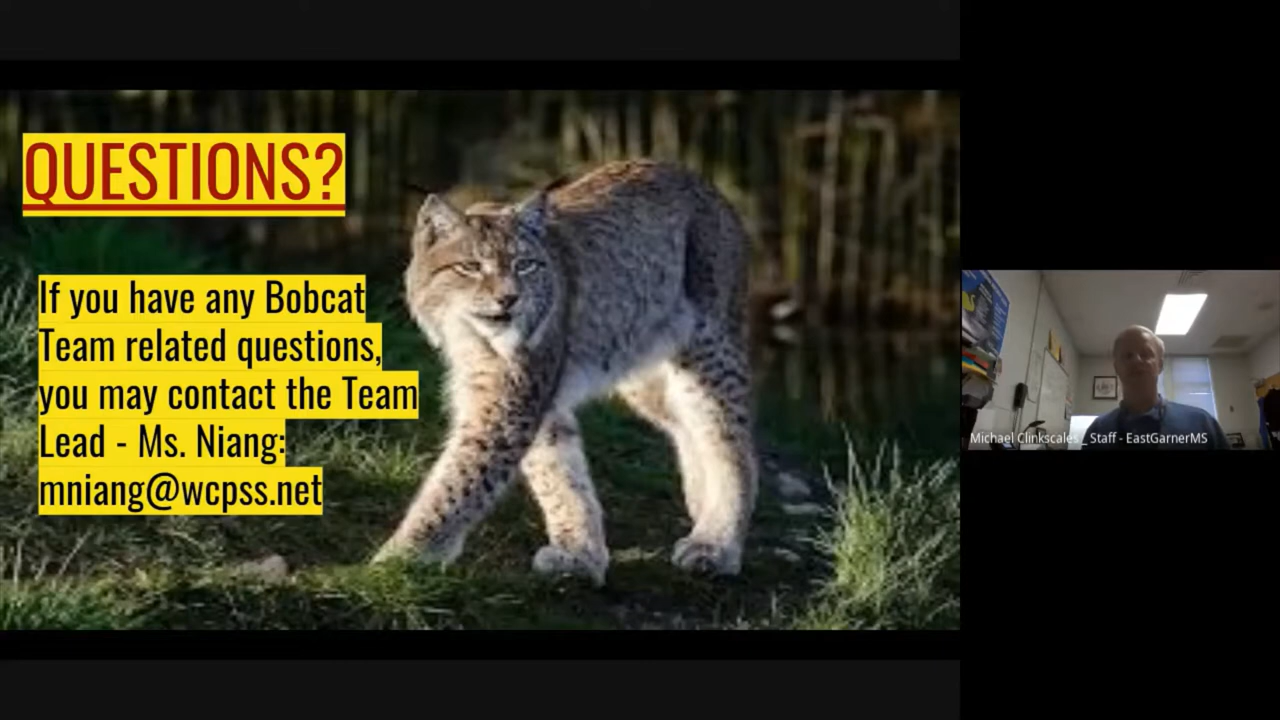 QUESTIONS?
If you have any Bobcat
Team related questions,
you may contact the Team
Lead - Ms. Niang:
mniang@wcpss.net
Michael Clinkscales _ Staff - EastGarnerMS